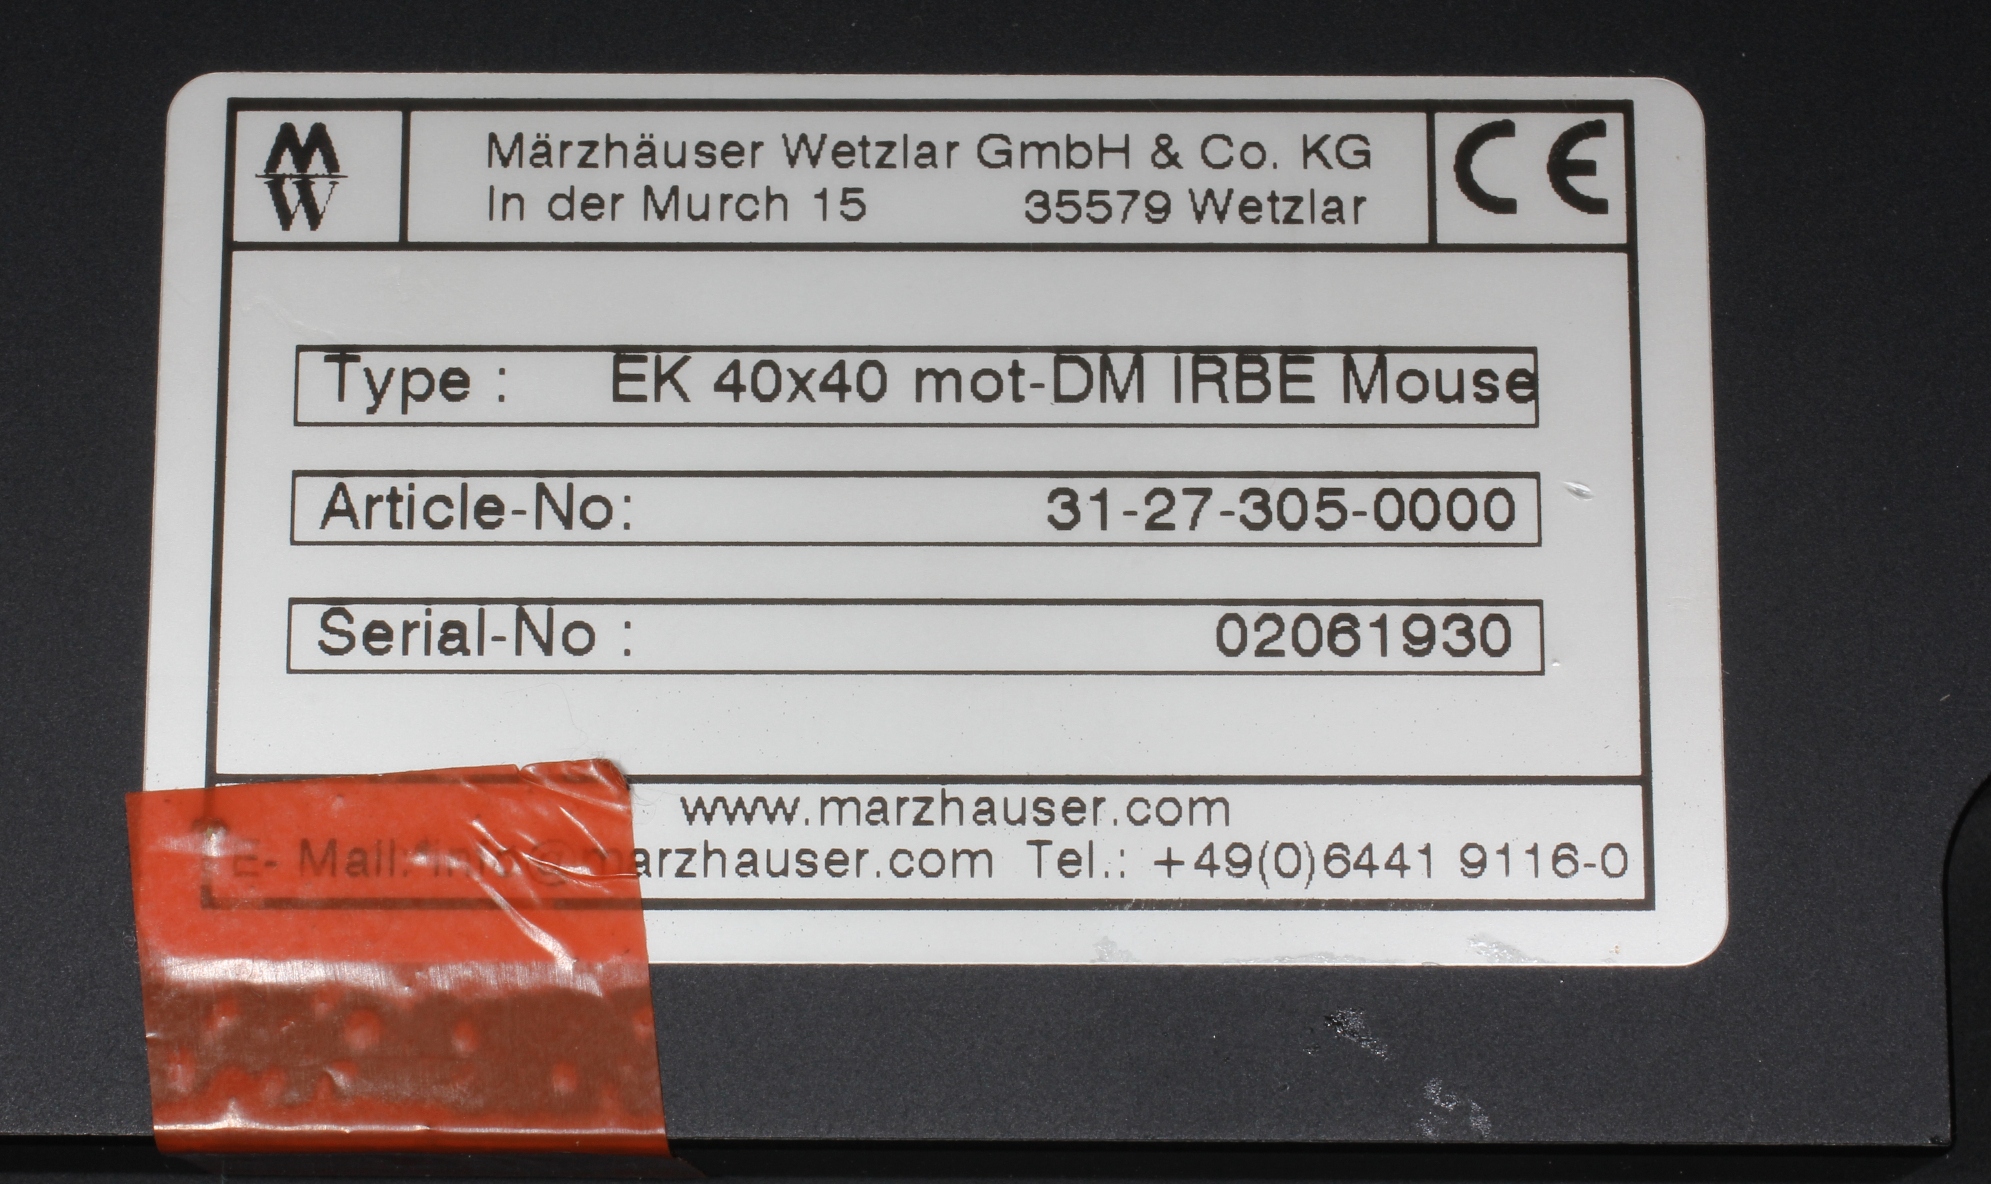 MW
Märzhäuser Wetzlar GmbH & Co. KG
In der Murch 15 35579 Wetzlar
CE
Type : EK 40x40 mot-DM IRBE Mouse
Article-No: 31-27-305-0000
Serial-No : 02061930
www.marzhauser.com
E- Mail: info@marzhauser.com Tel.: +49(0)6441 9116-0